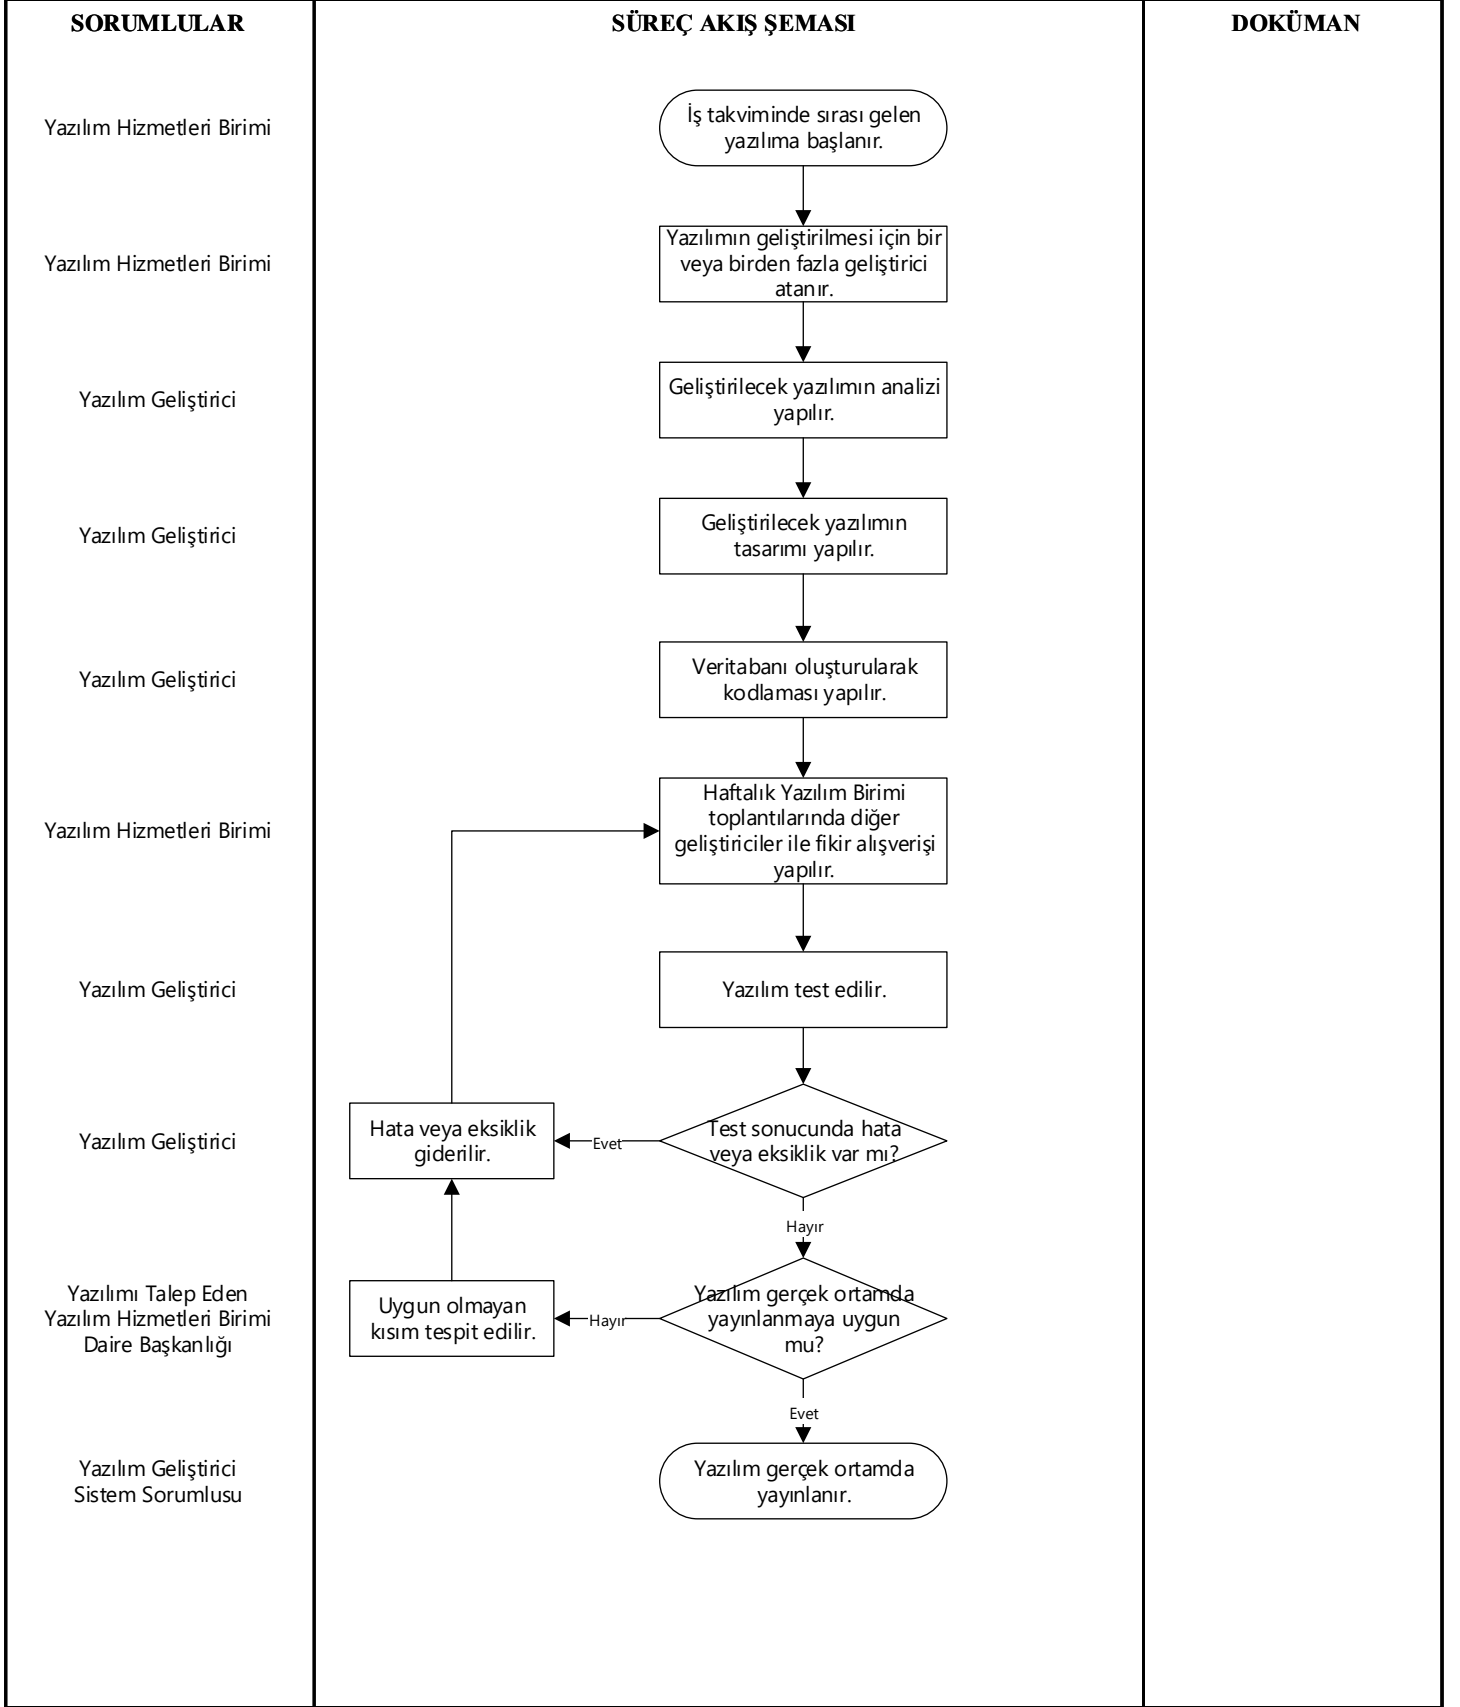 SORUMLULAR
SÜREÇ AKIŞ ŞEMASI
DOKÜMAN
Yazılım Hizmetleri Birimi
İş takviminde sırası gelen
yazılıma başlanır.
Yazılım Hizmetleri Birimi
Yazılımın geliştirilmesi için bir
veya birden fazla geliştirici
atanır.
Yazılım Geliştirici
Geliştirilecek yazılımın analizi
yapılır.
Yazılım Geliştirici
Geliştirilecek yazılımın
tasarımı yapılır.
Yazılım Geliştirici
Veritabanı oluşturularak
kodlaması yapılır.
Yazılım Hizmetleri Birimi
Haftalık Yazılım Birimi
toplantılarında diğer
geliştiriciler ile fikir alışverişi
yapılır.
Yazılım Geliştirici
Yazılım test edilir.
Yazılım Geliştirici
Hata veya eksiklik
giderilir.
Evet
Test sonucunda hata
veya eksiklik var mı?
Hayır
Yazılımı Talep Eden
Yazılım Hizmetleri Birimi
Daire Başkanlığı
Uygun olmayan
kısım tespit edilir.
Hayır
Yazılım gerçek ortamda
yayınlanmaya uygun
mu?
Evet
Yazılım Geliştirici
Sistem Sorumlusu
Yazılım gerçek ortamda
yayınlanır.